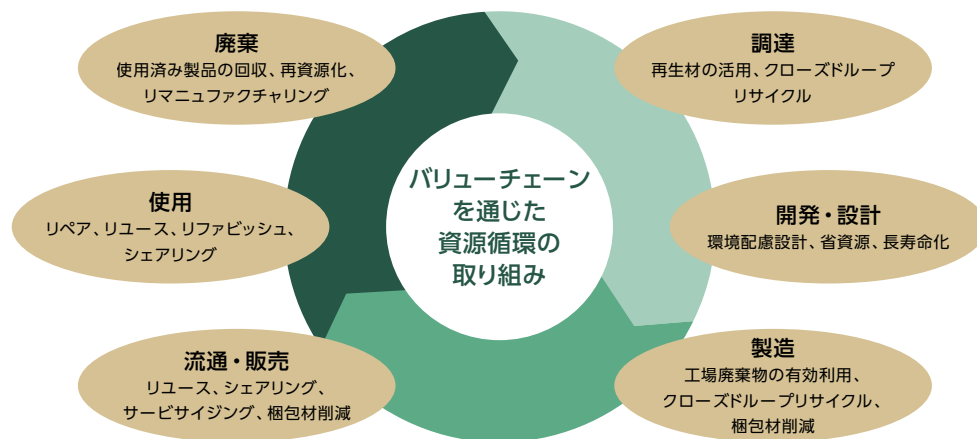 廃棄
使用済み製品の回収、再資源化、
リマニュファクチャリング
調達
再生材の活用、クローズドループ
リサイクル
バリューチェーン
を通じた
資源循環の
取り組み
使用
リペア、リユース、リファビッシュ、
シェアリング
開発・設計
環境配慮設計、省資源、長寿命化
流通・販売
リユース、シェアリング、
サービサイジング、梱包材削減
製造
工場廃棄物の有効利用、
クローズドループリサイクル、
梱包材削減